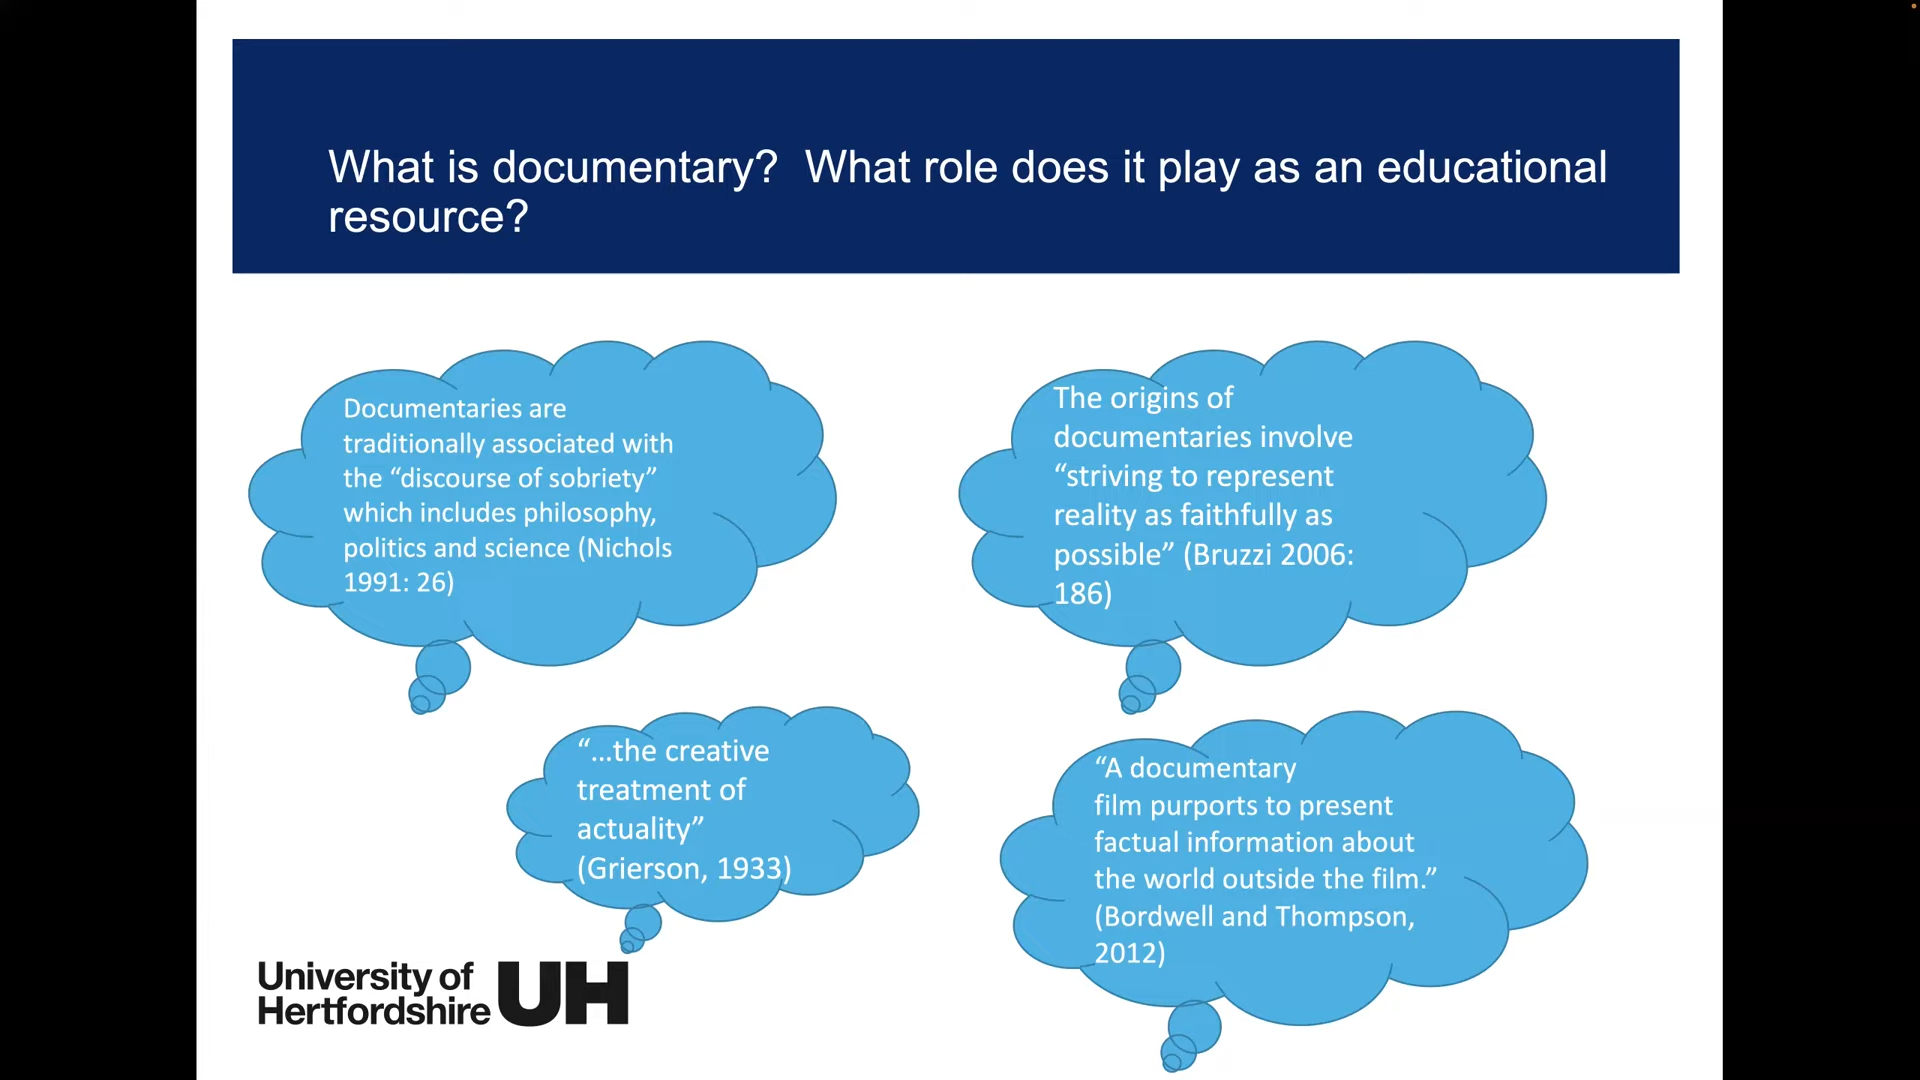 What is documentary?  What role does it play as an educational
resource?
Documentaries are
traditionally associated with
the “discourse of sobriety”
which includes philosophy,
politics and science (Nichols
1991: 26)
The origins of
documentaries involve
“striving to represent
reality as faithfully as
possible” (Bruzzi 2006:
186)
“...the creative
treatment of
actuality”
(Grierson, 1933)
“A documentary
film purports to present
factual information about
the world outside the film.”
(Bordwell and Thompson,
2012)
University of
Hertfordshire UH